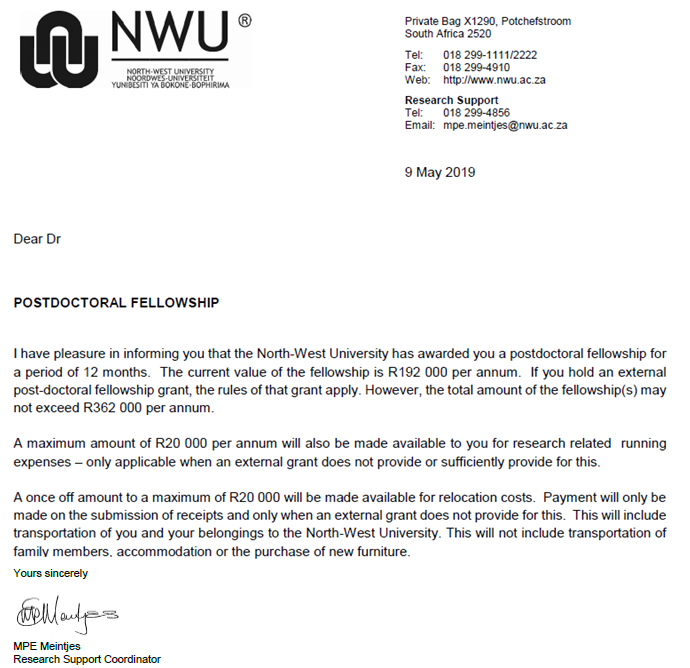 NWU ®
NORTH-WEST UNIVERSITY
NOORDWES-UNIVERSITEIT
YUNIBESITI YA BOKONE-BOPHIRIMA
Private Bag X1290, Potchefstroom
South Africa 2520
Tel: 018 299-1111/2222
Fax: 018 299-4910
Web: http://www.nwu.ac.za
Research Support
Tel: 018 299-4856
Email: mpe.meintjes@nwu.ac.za
9 May 2019
Dear Dr
POSTDOCTORAL FELLOWSHIP
I have pleasure in informing you that the North-West University has awarded you a postdoctoral fellowship for
a period of 12 months. The current value of the fellowship is R192 000 per annum. If you hold an external
post-doctoral fellowship grant, the rules of that grant apply. However, the total amount of the fellowship(s) may
not exceed R362 000 per annum.
A maximum amount of R20 000 per annum will also be made available to you for research related running
expenses – only applicable when an external grant does not provide or sufficiently provide for this.
A once off amount to a maximum of R20 000 will be made available for relocation costs. Payment will only be
made on the submission of receipts and only when an external grant does not provide for this. This will include
transportation of you and your belongings to the North-West University. This will not include transportation of
family members, accommodation or the purchase of new furniture.
Yours sincerely
MPE Meintjes
MPE Meintjes
Research Support Coordinator